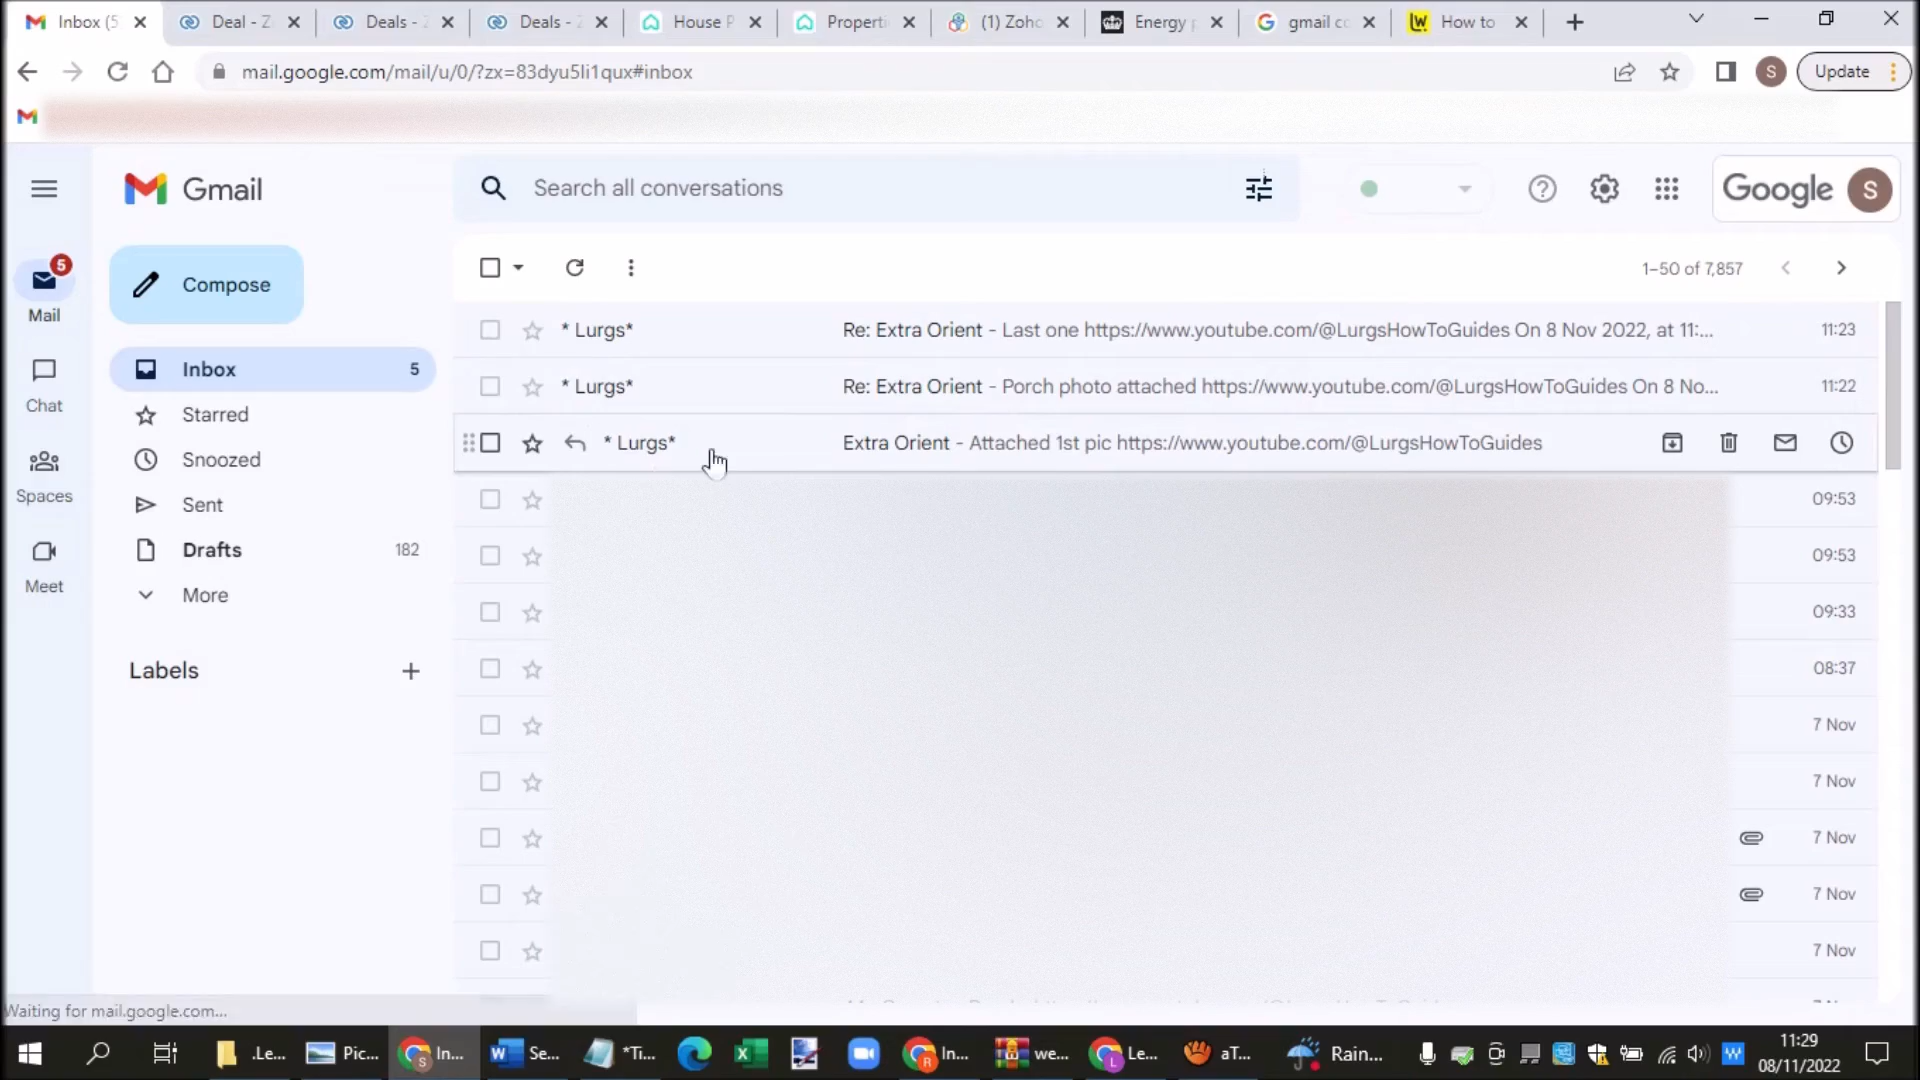 Inbox (5
Deal - Z
Deals - Z
Deals - Z
House P
Properti
(1) Zoho
Energy p
gmail co
How to
mail.google.com/mail/u/0/?zx=83dyu5li1qux#inbox
S
Update
Gmail
Search all conversations
Google
S
5
Mail
Compose
1–50 of 7,857
Inbox 5
* Lurgs* Re: Extra Orient - Last one https://www.youtube.com/@LurgsHowToGuides On 8 Nov 2022, at 11:... 11:23
Chat
Starred
* Lurgs* Re: Extra Orient - Porch photo attached https://www.youtube.com/@LurgsHowToGuides On 8 No... 11:22
Snoozed
* Lurgs* Extra Orient - Attached 1st pic https://www.youtube.com/@LurgsHowToGuides
Spaces
Sent
09:53
Drafts 182
09:53
Meet
More
09:33
Labels
08:37
7 Nov
7 Nov
7 Nov
7 Nov
7 Nov
Waiting for mail.google.com...
.Le...
Pic...
In...
Se...
*Ti...
In...
we...
Le...
aT...
Rain...
11:29
08/11/2022